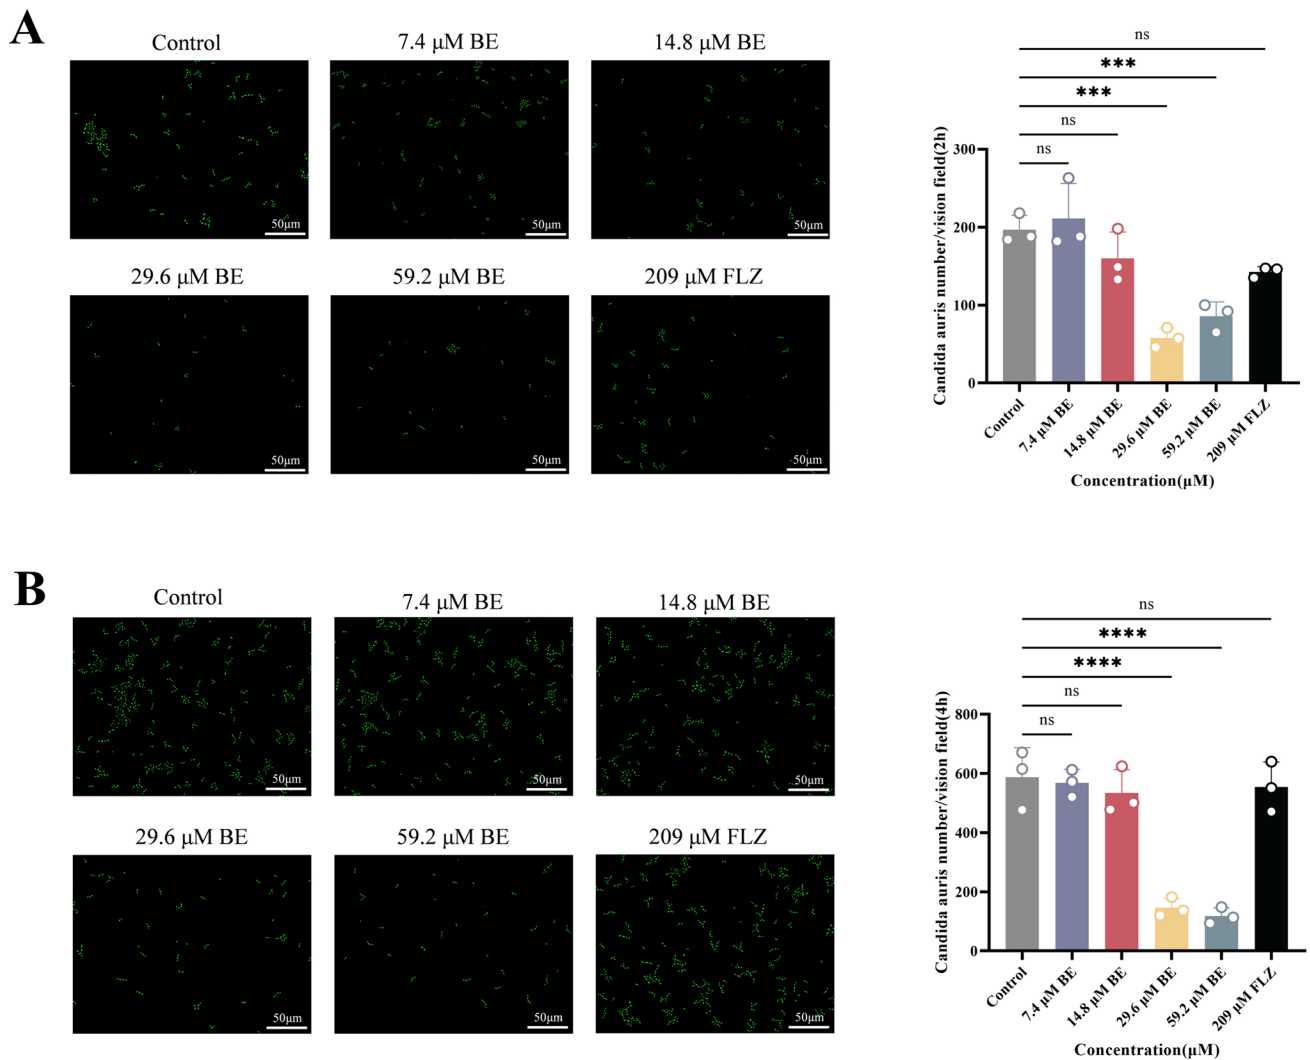 A
Control
7.4 μM BE
14.8 μM BE
50μm
50μm
50μm
29.6 μM BE
59.2 μM BE
209 μM FLZ
50μm
50μm
50μm
ns
***
***
ns
ns
Candida auris number/vision field(2h)
300
200
100
0
Control
7.4 μM BE
14.8 μM BE
29.6 μM BE
59.2 μM BE
209 μM FLZ
Concentration(μM)
B
Control
7.4 μM BE
14.8 μM BE
50μm
50μm
50μm
29.6 μM BE
59.2 μM BE
209 μM FLZ
50μm
50μm
50μm
ns
****
****
ns
ns
Candida auris number/vision field(4h)
800
600
400
200
0
Control
7.4 μM BE
14.8 μM BE
29.6 μM BE
59.2 μM BE
209 μM FLZ
Concentration(μM)